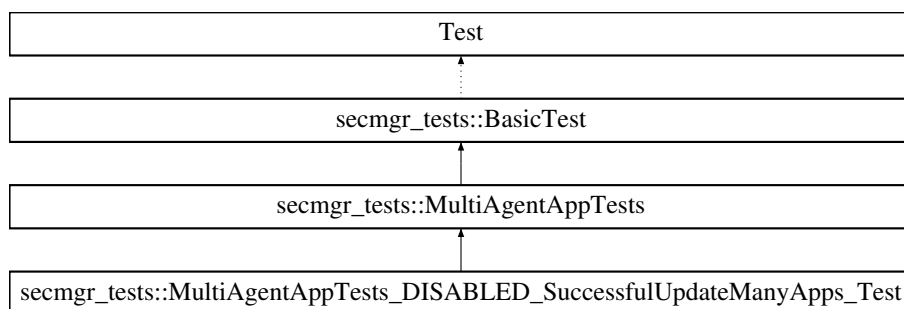 Test
secmgr_tests::BasicTest
secmgr_tests::MultiAgentAppTests
secmgr_tests::MultiAgentAppTests_DISABLED_SuccessfulUpdateManyApps_Test